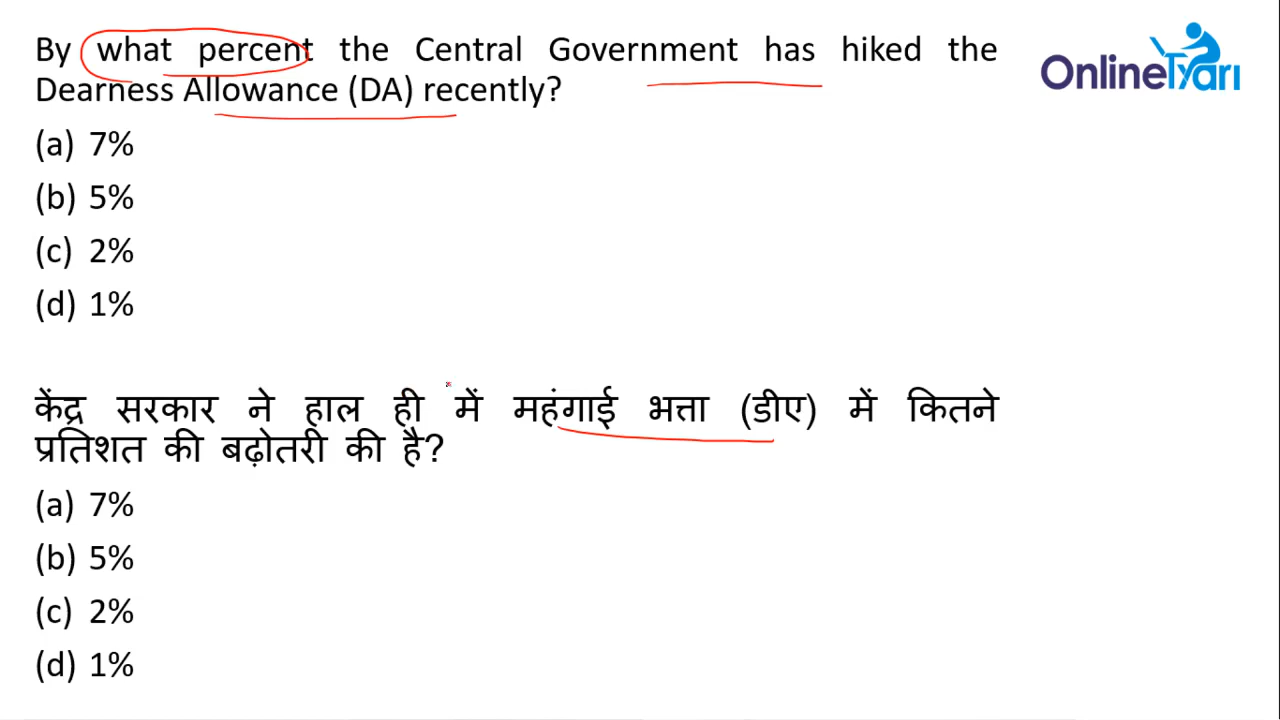 By what percent the Central Government has hiked the
Dearness Allowance (DA) recently?
OnlineTyari
(a) 7%
(b) 5%
(c) 2%
(d) 1%
केंद्र सरकार ने हाल ही में महंगाई भत्ता (डीए) में कितने
प्रतिशत की बढ़ोतरी की है?
(a) 7%
(b) 5%
(c) 2%
(d) 1%